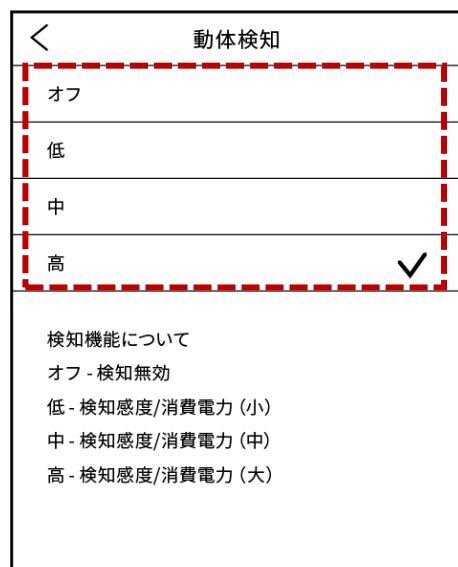 動体検知
オフ
低
中
高
検知機能について
オフ - 検知無効
低 - 検知感度/消費電力（小）
中 - 検知感度/消費電力（中）
高 - 検知感度/消費電力（大）